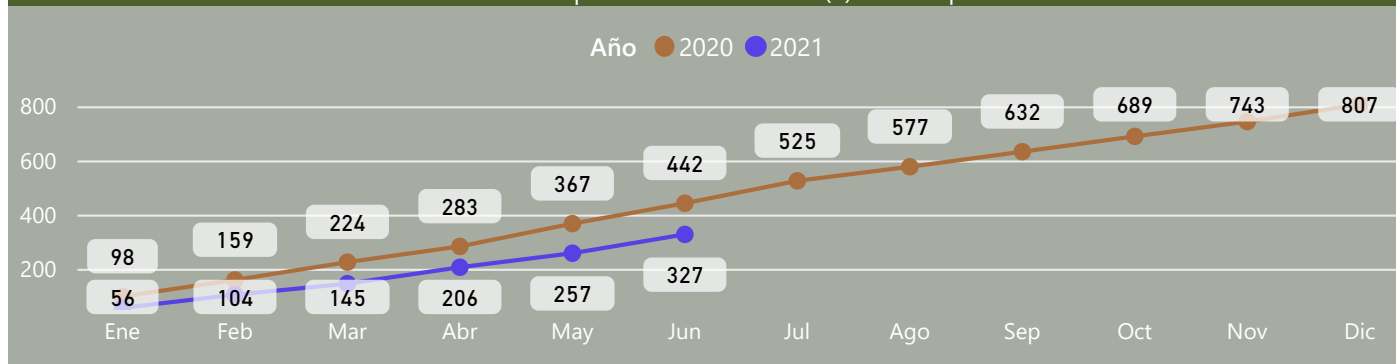 Año 2020 2021
800
600
400
200
98 159 224 283 367 442 525 577 632 689 743 807
56 104 145 206 257 327
Ene Feb Mar Abr May Jun Jul Ago Sep Oct Nov Dic